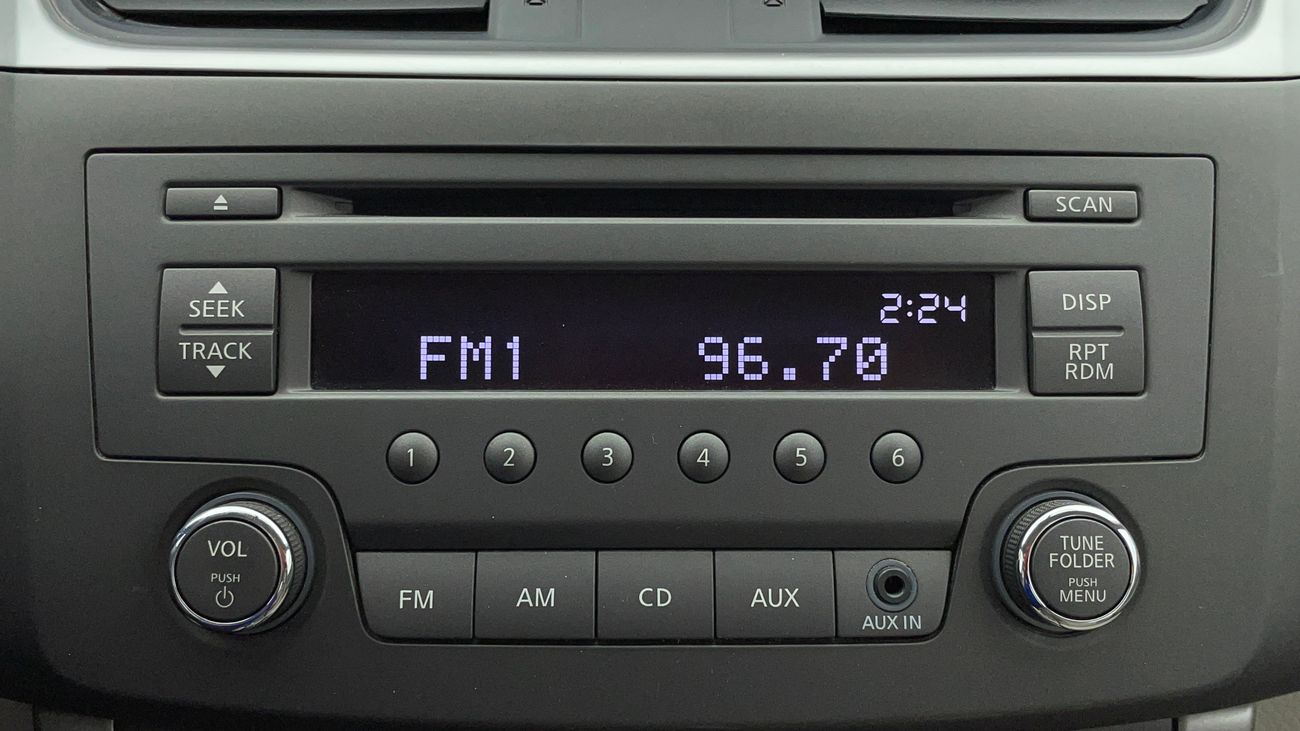 SCAN
SEEK
TRACK
2:24
FM1 96.70
DISP
RPT
RDM
1 2 3 4 5 6
VOL
PUSH
FM AM CD AUX
AUX IN
TUNE
FOLDER
PUSH
MENU